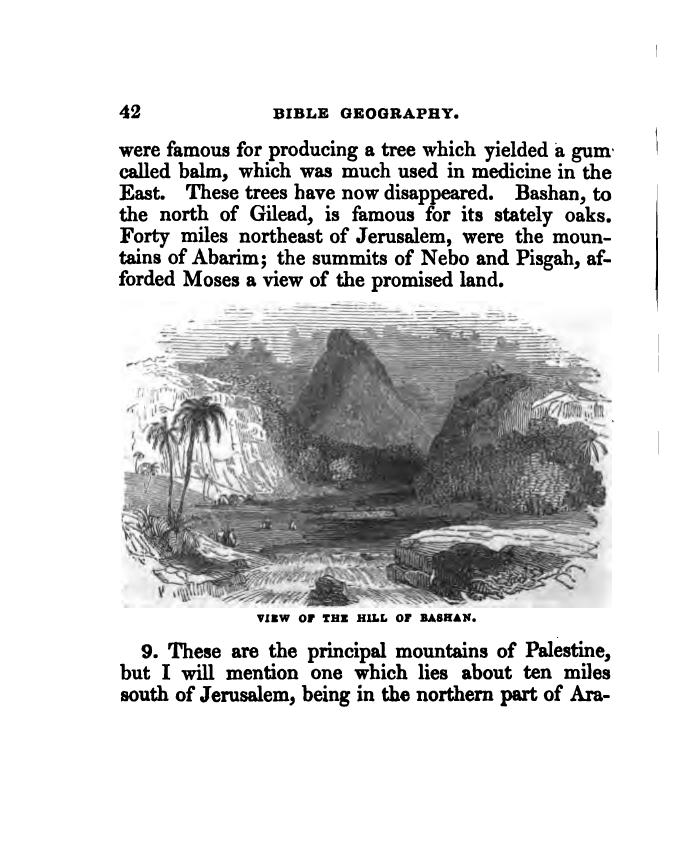 42 BIBLE GEOGRAPHY.
were famous for producing a tree which yielded a gum
called balm, which was much used in medicine in the
East. These trees have now disappeared. Bashan, to
the north of Gilead, is famous for its stately oaks.
Forty miles northeast of Jerusalem, were the moun-
tains of Abarim; the summits of Nebo and Pisgah, af-
forded Moses a view of the promised land.
VIEW OF THE HILL OF BASHAN.
9. These are the principal mountains of Palestine,
but I will mention one which lies about ten miles
south of Jerusalem, being in the northern part of Ara-